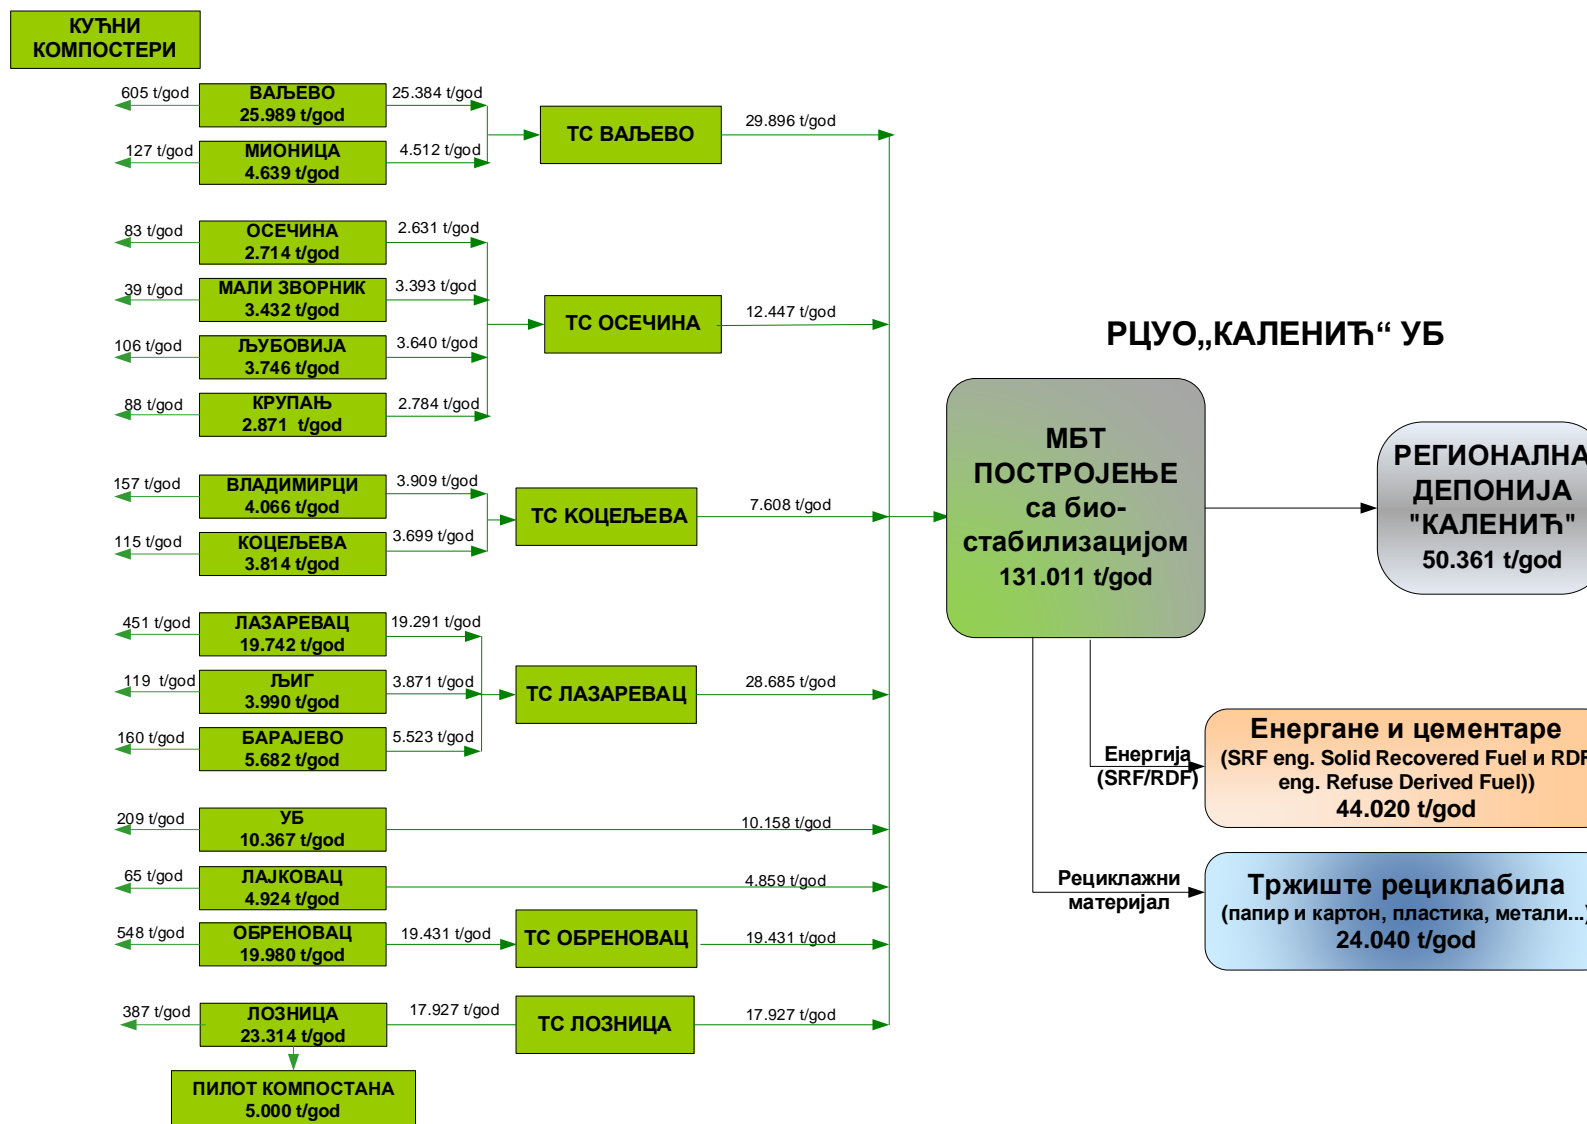 КУЋНИ
КОМПОСТЕРИ
605 t/god
ВАЉЕВО
25.989 t/god
25.384 t/god
127 t/god
МИОНИЦА
4.639 t/god
4.512 t/god
ТС ВАЉЕВО
29.896 t/god
83 t/god
ОСЕЧИНА
2.714 t/god
2.631 t/god
39 t/god
МАЛИ ЗВОРНИК
3.432 t/god
3.393 t/god
106 t/god
ЉУБОВИЈА
3.746 t/god
3.640 t/god
88 t/god
КРУПАЊ
2.871 t/god
2.784 t/god
ТС ОСЕЧИНА
12.447 t/god
157 t/god
ВЛАДИМИРЦИ
4.066 t/god
3.909 t/god
115 t/god
КОЦЕЉЕВА
3.814 t/god
3.699 t/god
ТС КОЦЕЉЕВА
7.608 t/god
451 t/god
ЛАЗАРЕВАЦ
19.742 t/god
19.291 t/god
119 t/god
ЉИГ
3.990 t/god
3.871 t/god
160 t/god
БАРАЈЕВО
5.682 t/god
5.523 t/god
ТС ЛАЗАРЕВАЦ
28.685 t/god
209 t/god
УБ
10.367 t/god
10.158 t/god
65 t/god
ЛАЈКОВАЦ
4.924 t/god
4.859 t/god
548 t/god
ОБРЕНОВАЦ
19.980 t/god
19.431 t/god
ТС ОБРЕНОВАЦ
19.431 t/god
387 t/god
ЛОЗНИЦА
23.314 t/god
17.927 t/god
ТС ЛОЗНИЦА
17.927 t/god
ПИЛОТ КОМПОСТАНА
5.000 t/god
РЦУО„КАЛЕНИЋ“ УБ
МБТ
ПОСТРОЈЕЊЕ
са био-
стабилизацијом
131.011 t/god
РЕГИОНАЛНА
ДЕПОНИЈА
"КАЛЕНИЋ"
50.361 t/god
Енергија
(SRF/RDF)
Енергане и цементаре
(SRF eng. Solid Recovered Fuel и RDF
eng. Refuse Derived Fuel))
44.020 t/god
Рециклажни
материјал
Тржиште рециклабила
(папир и картон, пластика, метали...)
24.040 t/god